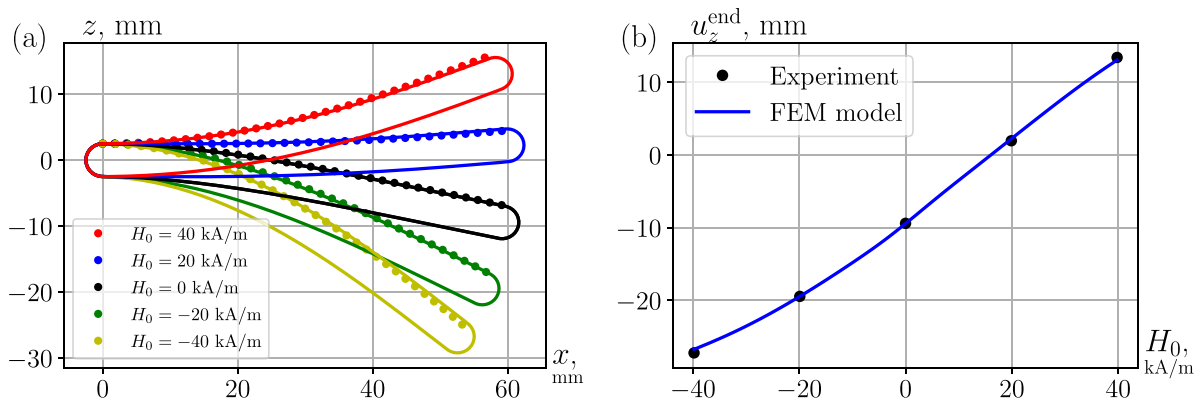 (a)
z, mm
10
0
−10
−20
−30
H₀ = 40 kA/m
H₀ = 20 kA/m
H₀ = 0 kA/m
H₀ = −20 kA/m
H₀ = −40 kA/m
0 20 40 60
x,
mm
(b)
u_z^end, mm
10
0
−10
−20
Experiment
FEM model
−40 −20 0 20 40
H₀,
kA/m